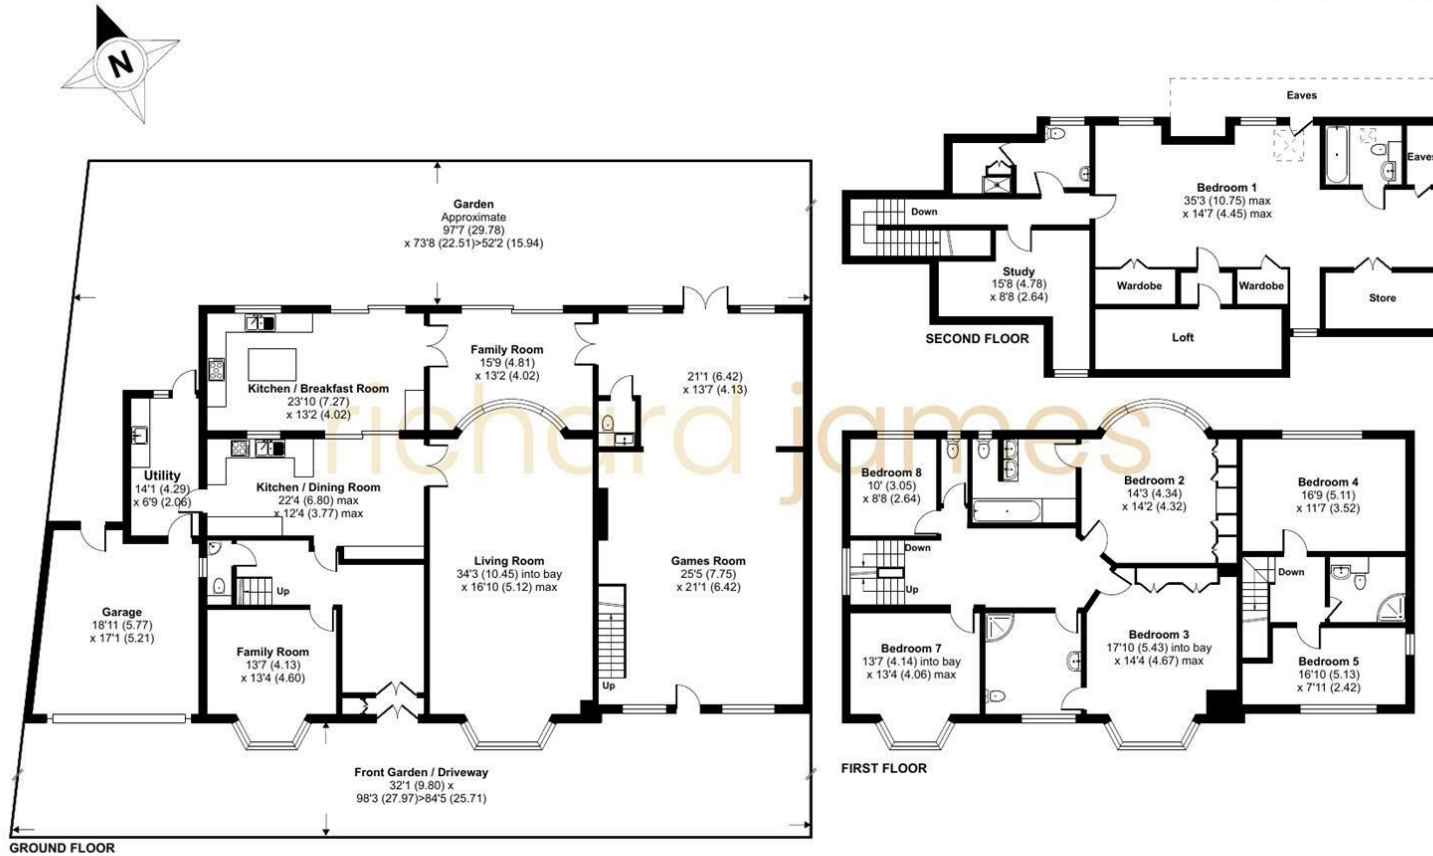 N
Garden
Approximate
97'7 (29.78)
x 73'8 (22.51)>52'2 (15.94)
Family Room
15'9 (4.81)
x 13'2 (4.02)
21'1 (6.42)
x 13'7 (4.13)
Kitchen / Breakfast Room
23'10 (7.27)
x 13'2 (4.02)
Utility
14'1 (4.29)
x 6'9 (2.06)
Kitchen / Dining Room
22'4 (6.80) max
x 12'4 (3.77) max
Living Room
34'3 (10.45) into bay
x 16'10 (5.12) max
Games Room
25'5 (7.75)
x 21'1 (6.42)
Up
Up
Garage
18'11 (5.77)
x 17'1 (5.21)
Family Room
13'7 (4.13)
x 13'4 (4.60)
Front Garden / Driveway
32'1 (9.80) x
98'3 (27.97)>84'5 (25.71)
GROUND FLOOR
Eaves
Eaves
Bedroom 1
35'3 (10.75) max
x 14'7 (4.45) max
Down
Study
15'8 (4.78)
x 8'8 (2.64)
Wardobe
Wardobe
Store
Loft
SECOND FLOOR
richard james
Bedroom 8
10' (3.05)
x 8'8 (2.64)
Bedroom 2
14'3 (4.34)
x 14'2 (4.32)
Bedroom 4
16'9 (5.11)
x 11'7 (3.52)
Down
Up
Down
Bedroom 7
13'7 (4.14) into bay
x 13'4 (4.06) max
Bedroom 3
17'10 (5.43) into bay
x 14'4 (4.67) max
Bedroom 5
16'10 (5.13)
x 7'11 (2.42)
FIRST FLOOR